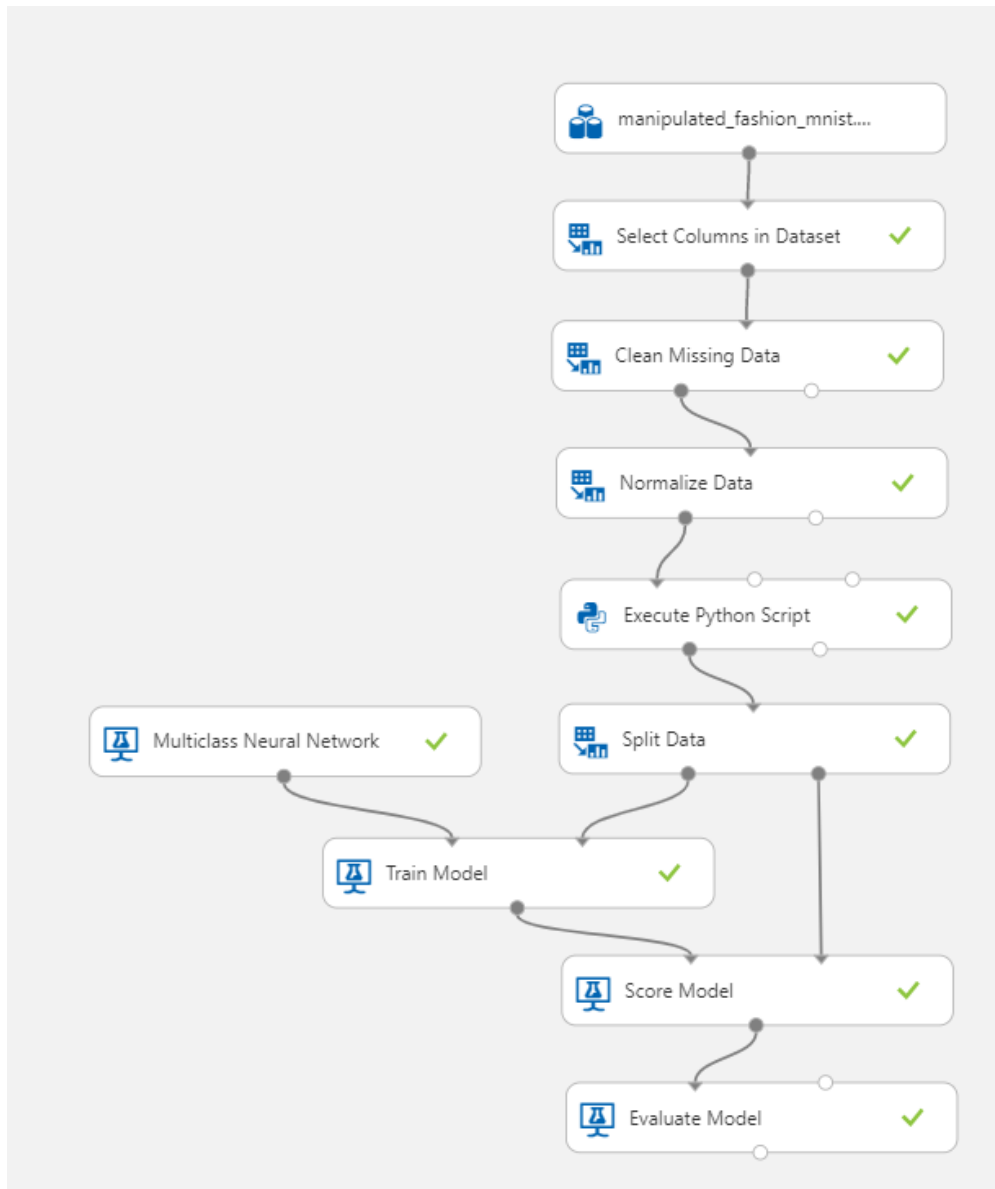 manipulated_fashion_mnist....
Select Columns in Dataset
Clean Missing Data
Normalize Data
Execute Python Script
Multiclass Neural Network
Split Data
Train Model
Score Model
Evaluate Model